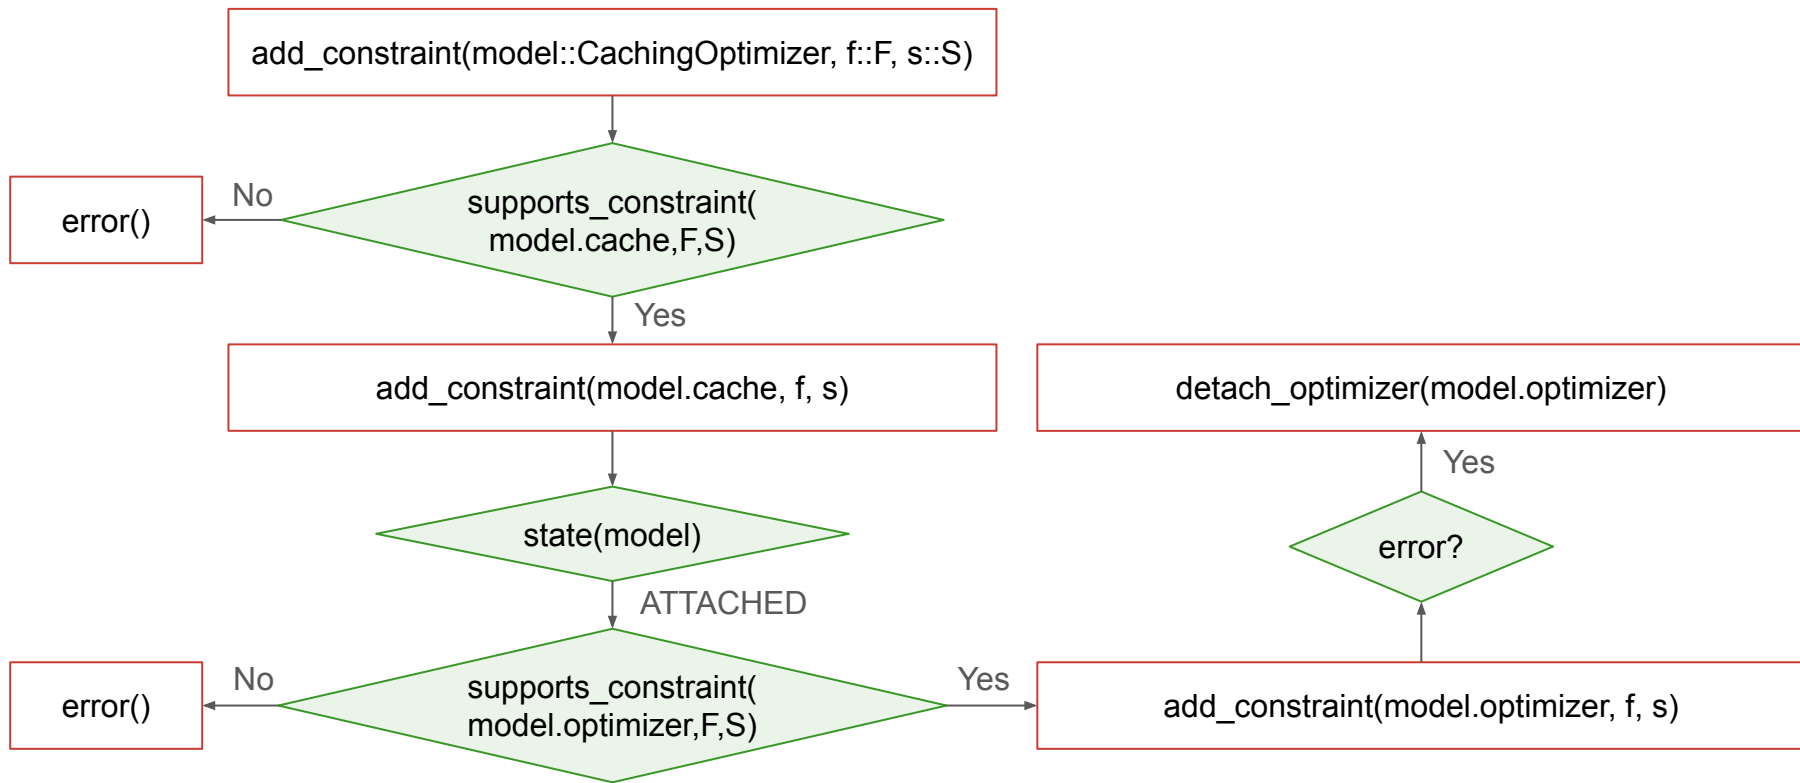 add_constraint(model::CachingOptimizer, f::F, s::S)
No
error()
supports_constraint(
model.cache,F,S)
Yes
add_constraint(model.cache, f, s)
detach_optimizer(model.optimizer)
Yes
state(model)
error?
ATTACHED
No
error()
supports_constraint(
model.optimizer,F,S)
Yes
add_constraint(model.optimizer, f, s)